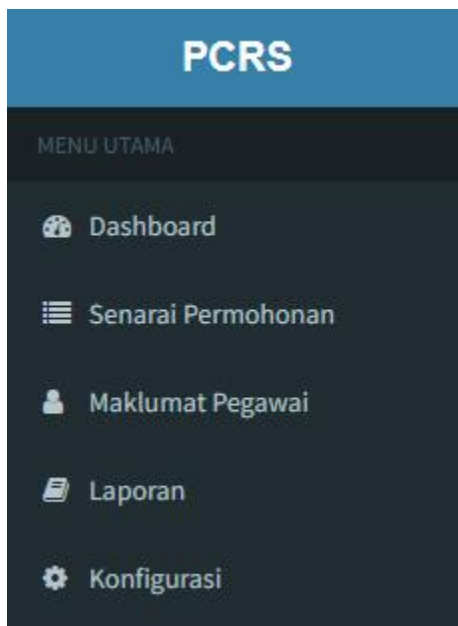 PCRS
MENU UTAMA
Dashboard
Senarai Permohonan
Maklumat Pegawai
Laporan
Konfigurasi